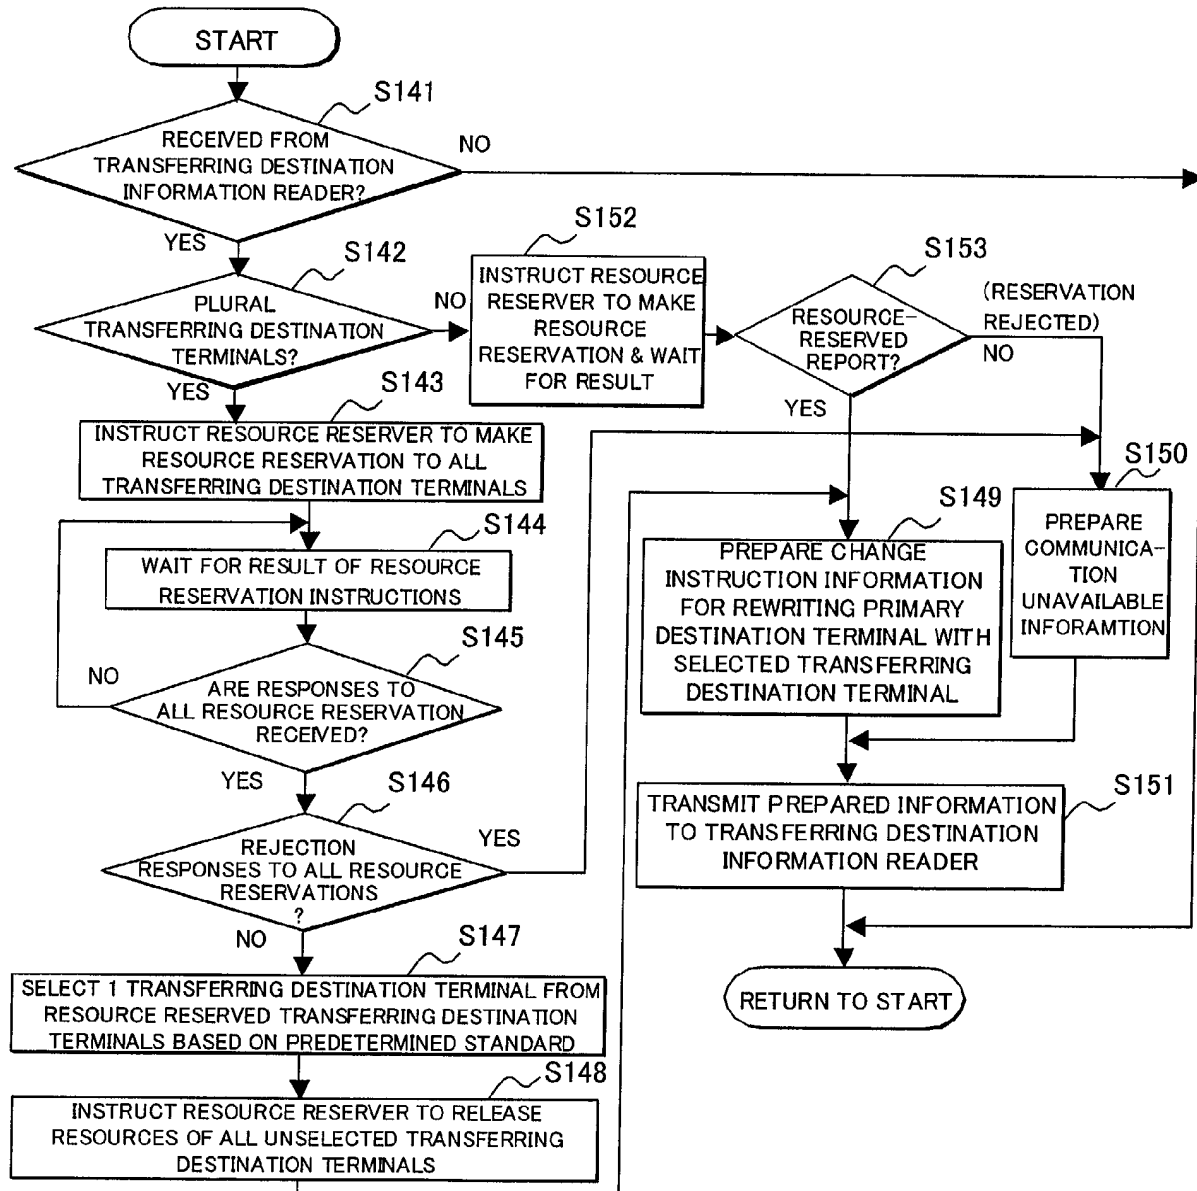 START
S141
RECEIVED FROM
TRANSFERRING DESTINATION
INFORMATION READER?
NO
YES
S142
PLURAL
TRANSFERRING DESTINATION
TERMINALS?
NO
YES
S152
INSTRUCT RESOURCE
RESERVER TO MAKE
RESOURCE
RESERVATION & WAIT
FOR RESULT
S153
RESOURCE-
RESERVED
REPORT?
(RESERVATION
REJECTED)
NO
YES
S143
INSTRUCT RESOURCE RESERVER TO MAKE
RESOURCE RESERVATION TO ALL
TRANSFERRING DESTINATION TERMINALS
S144
WAIT FOR RESULT OF RESOURCE
RESERVATION INSTRUCTIONS
S145
ARE RESPONSES TO
ALL RESOURCE RESERVATION
RECEIVED?
NO
YES
S146
REJECTION
RESPONSES TO ALL RESOURCE
RESERVATIONS
?
YES
NO
S147
SELECT 1 TRANSFERRING DESTINATION TERMINAL FROM
RESOURCE RESERVED TRANSFERRING DESTINATION
TERMINALS BASED ON PREDETERMINED STANDARD
S148
INSTRUCT RESOURCE RESERVER TO RELEASE
RESOURCES OF ALL UNSELECTED TRANSFERRING
DESTINATION TERMINALS
S149
PREPARE CHANGE
INSTRUCTION INFORMATION
FOR REWRITING PRIMARY
DESTINATION TERMINAL WITH
SELECTED TRANSFERRING
DESTINATION TERMINAL
S150
PREPARE
COMMUNICA-
TION
UNAVAILABLE
INFORAMTION
S151
TRANSMIT PREPARED INFORMATION
TO TRANSFERRING DESTINATION
INFORMATION READER
RETURN TO START